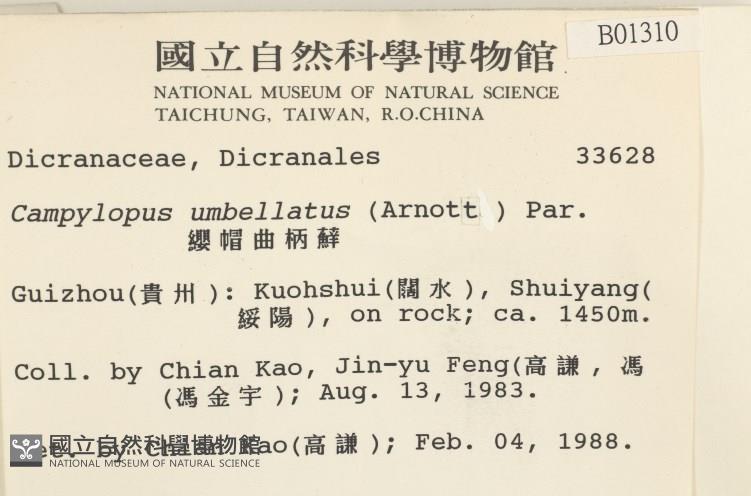 國立自然科學博物館
B01310
NATIONAL MUSEUM OF NATURAL SCIENCE
TAICHUNG, TAIWAN, R.O.CHINA
Dicranaceae, Dicranales 33628
Campylopus umbellatus (Arnott ) Par.
纓帽曲柄蘚
Guizhou(貴州): Kuohshui(闊水), Shuiyang(
綏陽), on rock; ca. 1450m.
Coll. by Chian Kao, Jin-yu Feng(高謙, 馮
(馮金宇); Aug. 13, 1983.
by Chian Kao(高謙); Feb. 04, 1988.
國立自然科學博物館
NATIONAL MUSEUM OF NATURAL SCIENCE